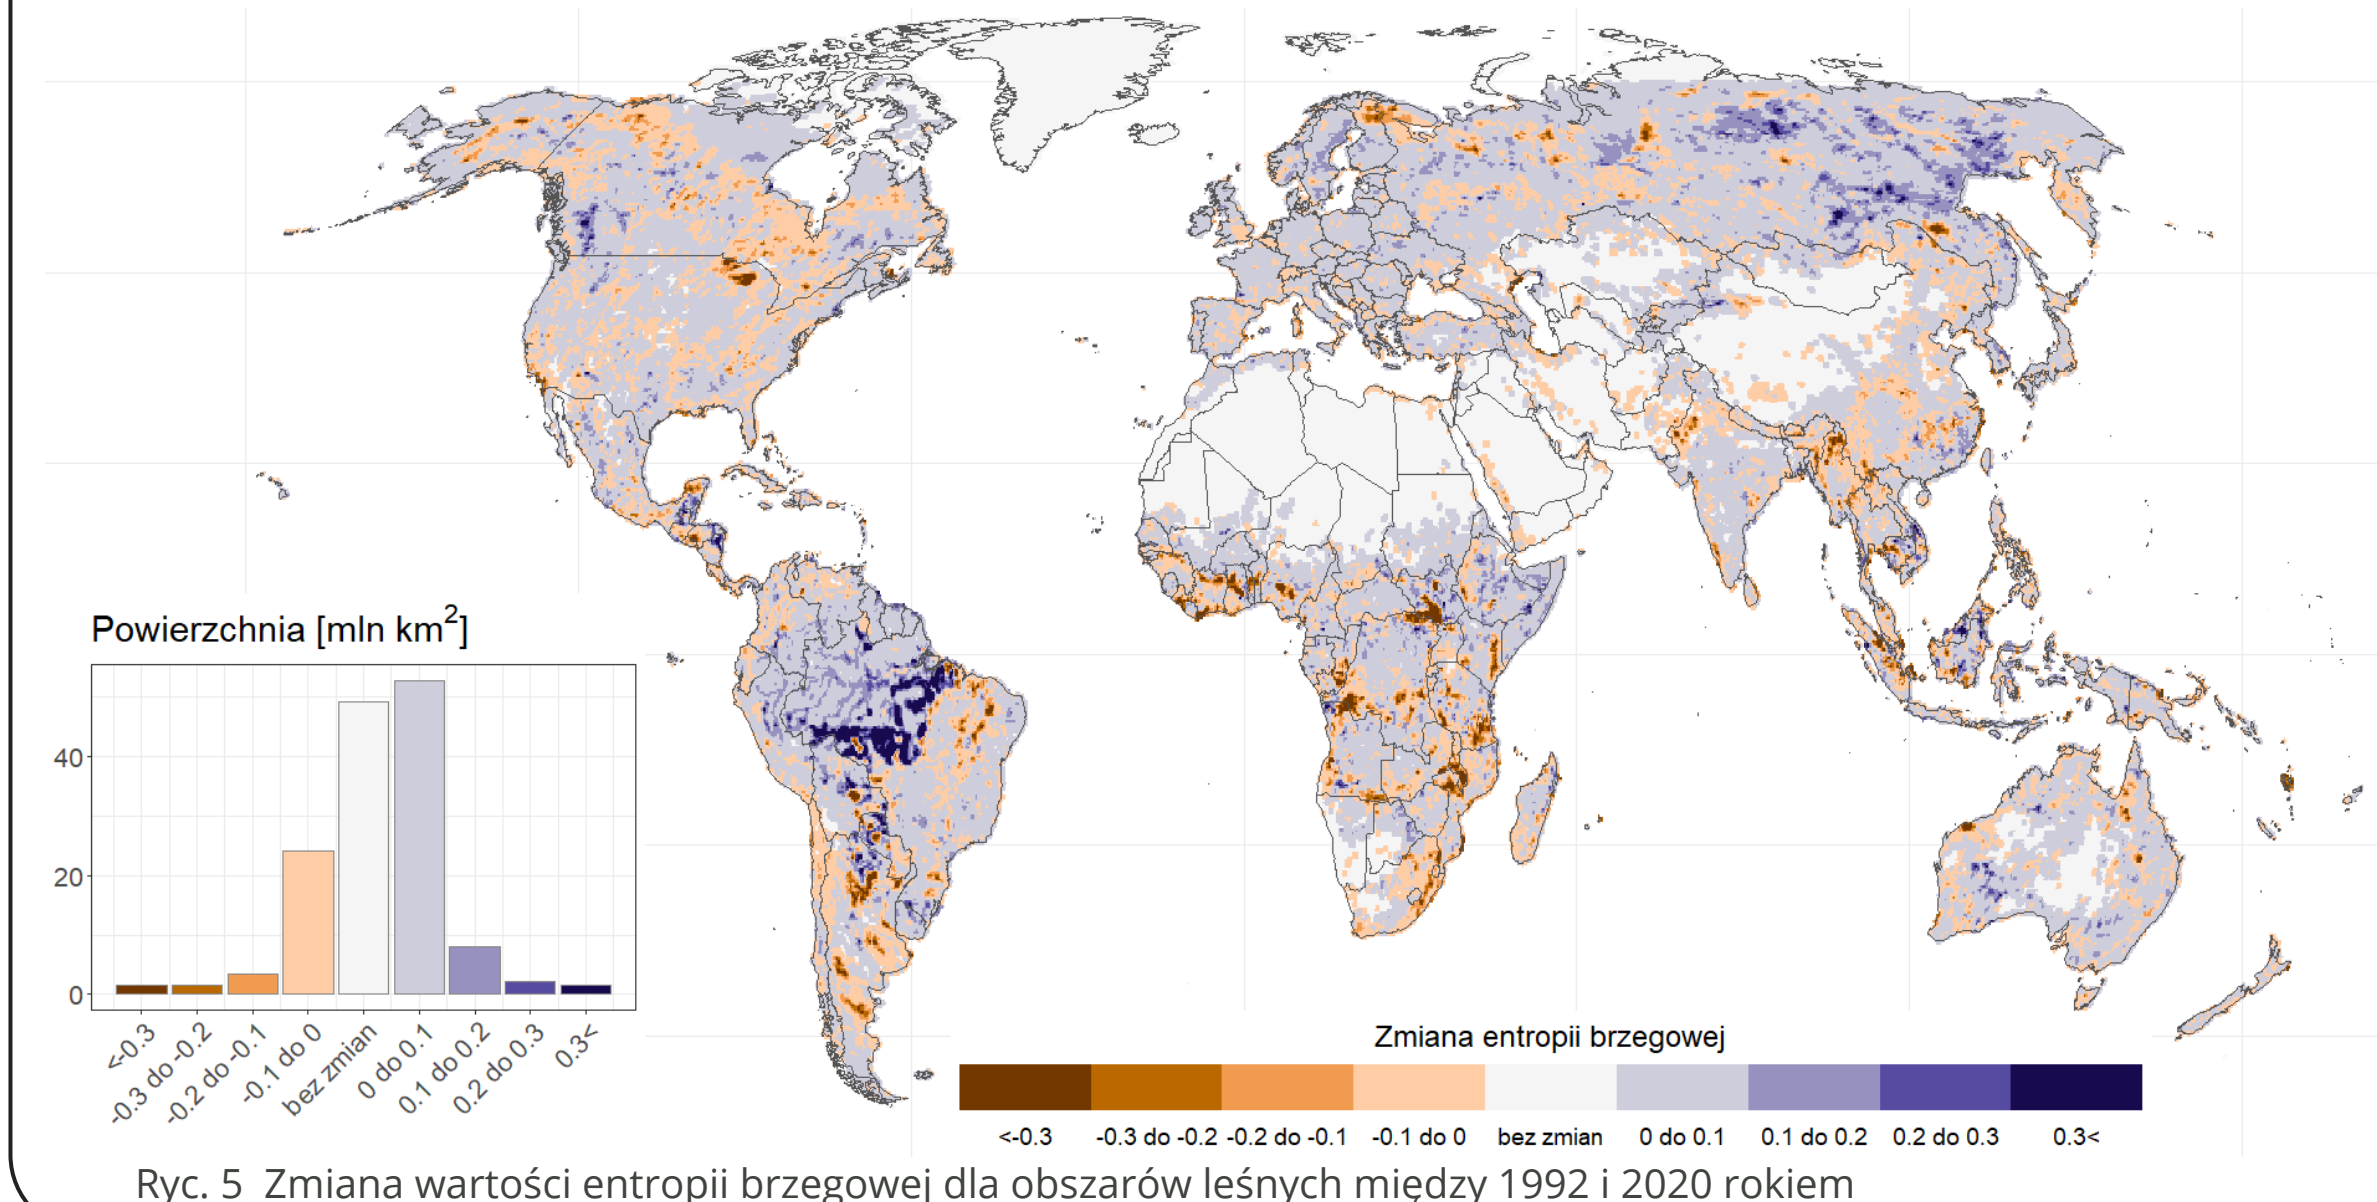 Powierzchnia [mln km²]
40
20
0
<-0.3
-0.3 do -0.2
-0.2 do -0.1
-0.1 do 0
bez zmian
0 do 0.1
0.1 do 0.2
0.2 do 0.3
0.3<
Zmiana entropii brzegowej
<-0.3 -0.3 do -0.2 -0.2 do -0.1 -0.1 do 0 bez zmian 0 do 0.1 0.1 do 0.2 0.2 do 0.3 0.3<
Ryc. 5 Zmiana wartości entropii brzegowej dla obszarów leśnych między 1992 i 2020 rokiem